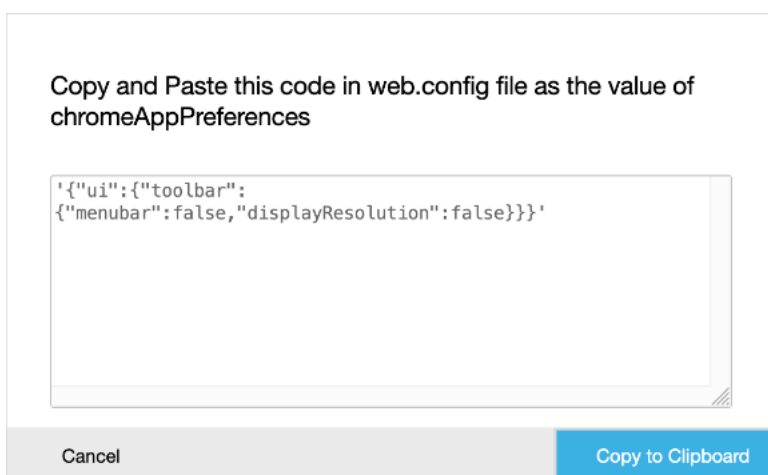 Copy and Paste this code in web.config file as the value of
chromeAppPreferences
'{"ui":{"toolbar":
{"menubar":false,"displayResolution":false}}}'
Cancel
Copy to Clipboard